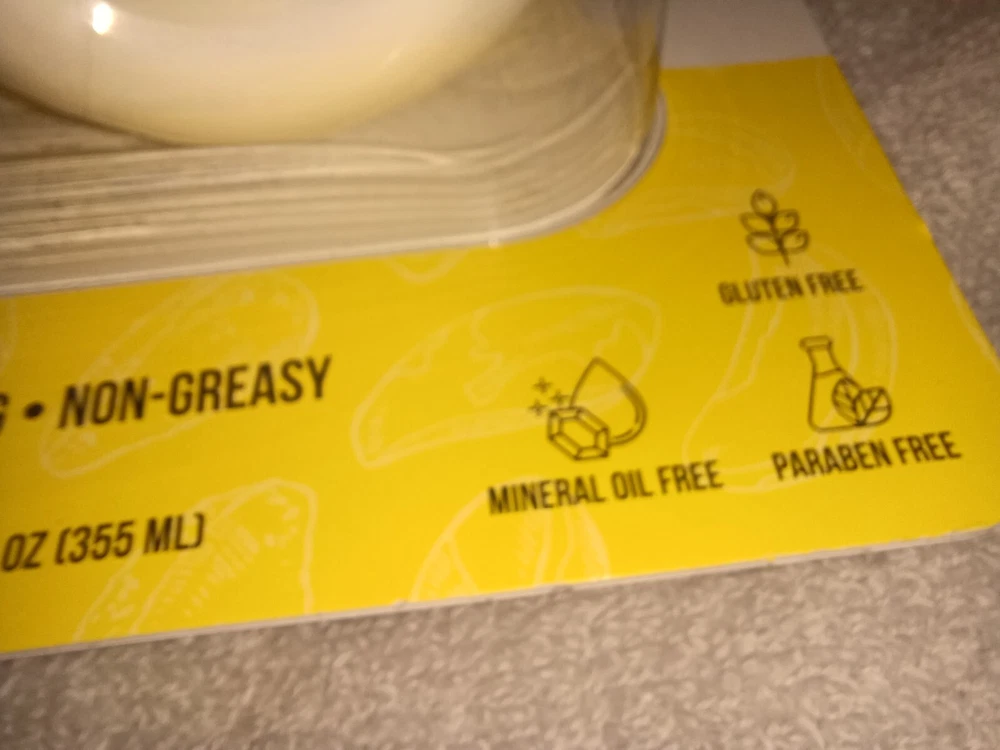 GLUTEN FREE
• NON-GREASY
MINERAL OIL FREE
PARABEN FREE
OZ (355 ML)